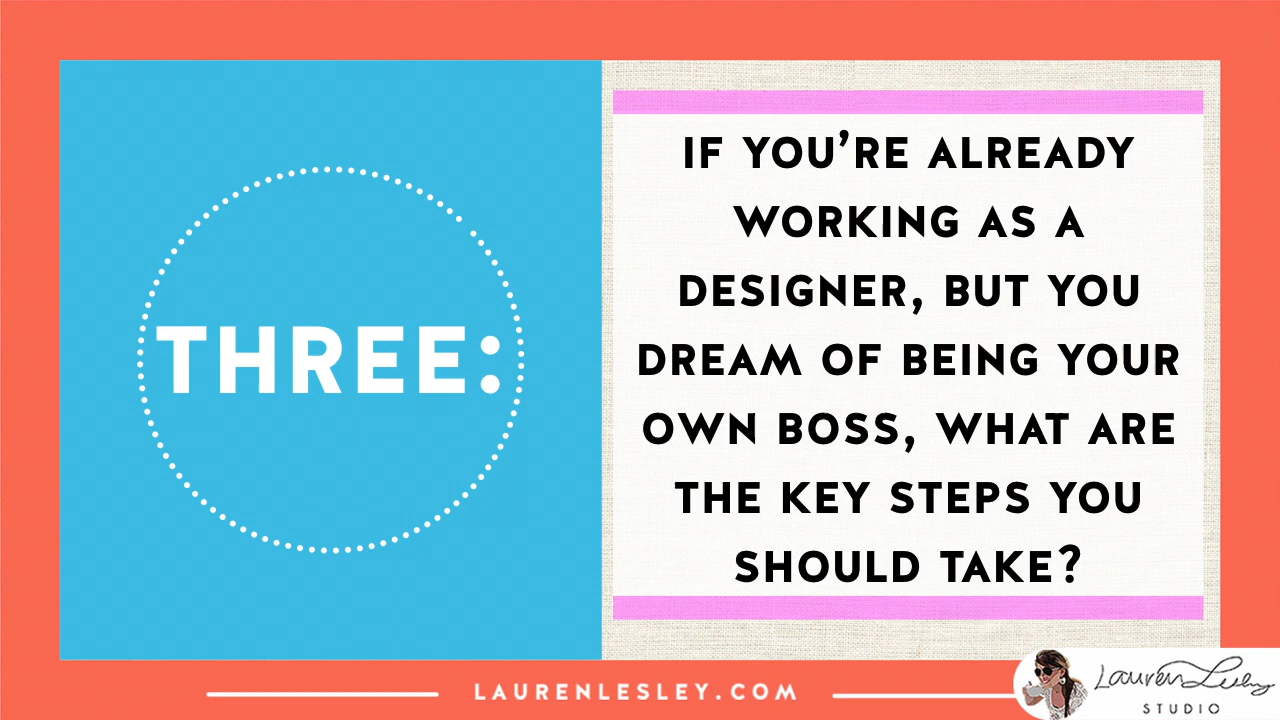 THREE:
IF YOU'RE ALREADY
WORKING AS A
DESIGNER, BUT YOU
DREAM OF BEING YOUR
OWN BOSS, WHAT ARE
THE KEY STEPS YOU
SHOULD TAKE?
LAURENLESLEY.COM
Lauren Lesley
STUDIO